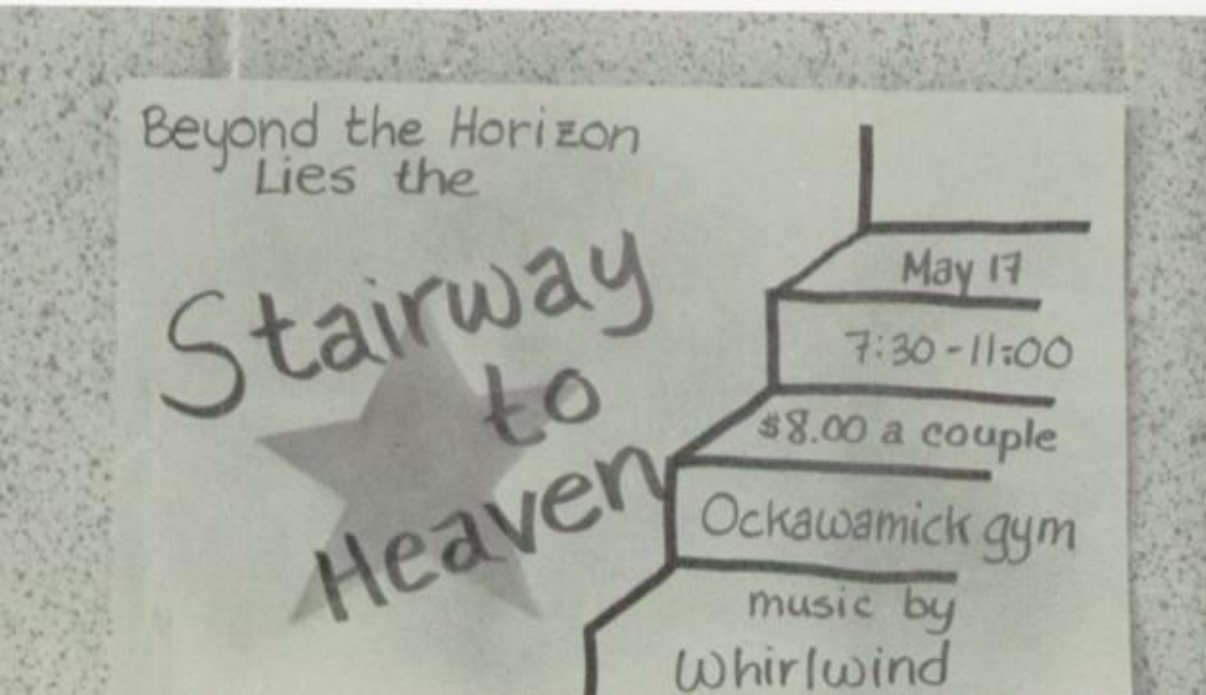 Beyond the Horizon
Lies the
Stairway
to
Heaven
May 17
7:30-11:00
$8.00 a couple
Ockawamick gym
music by
Whirlwind